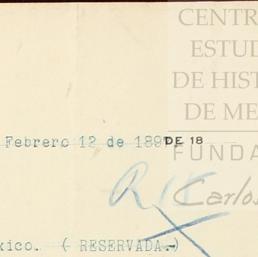 CENTR
ESTUD
DE HIST
DE ME
Febrero 12 de 189 DE 18
FUNDA
Carlos
xico. ( RESERVADA.-)